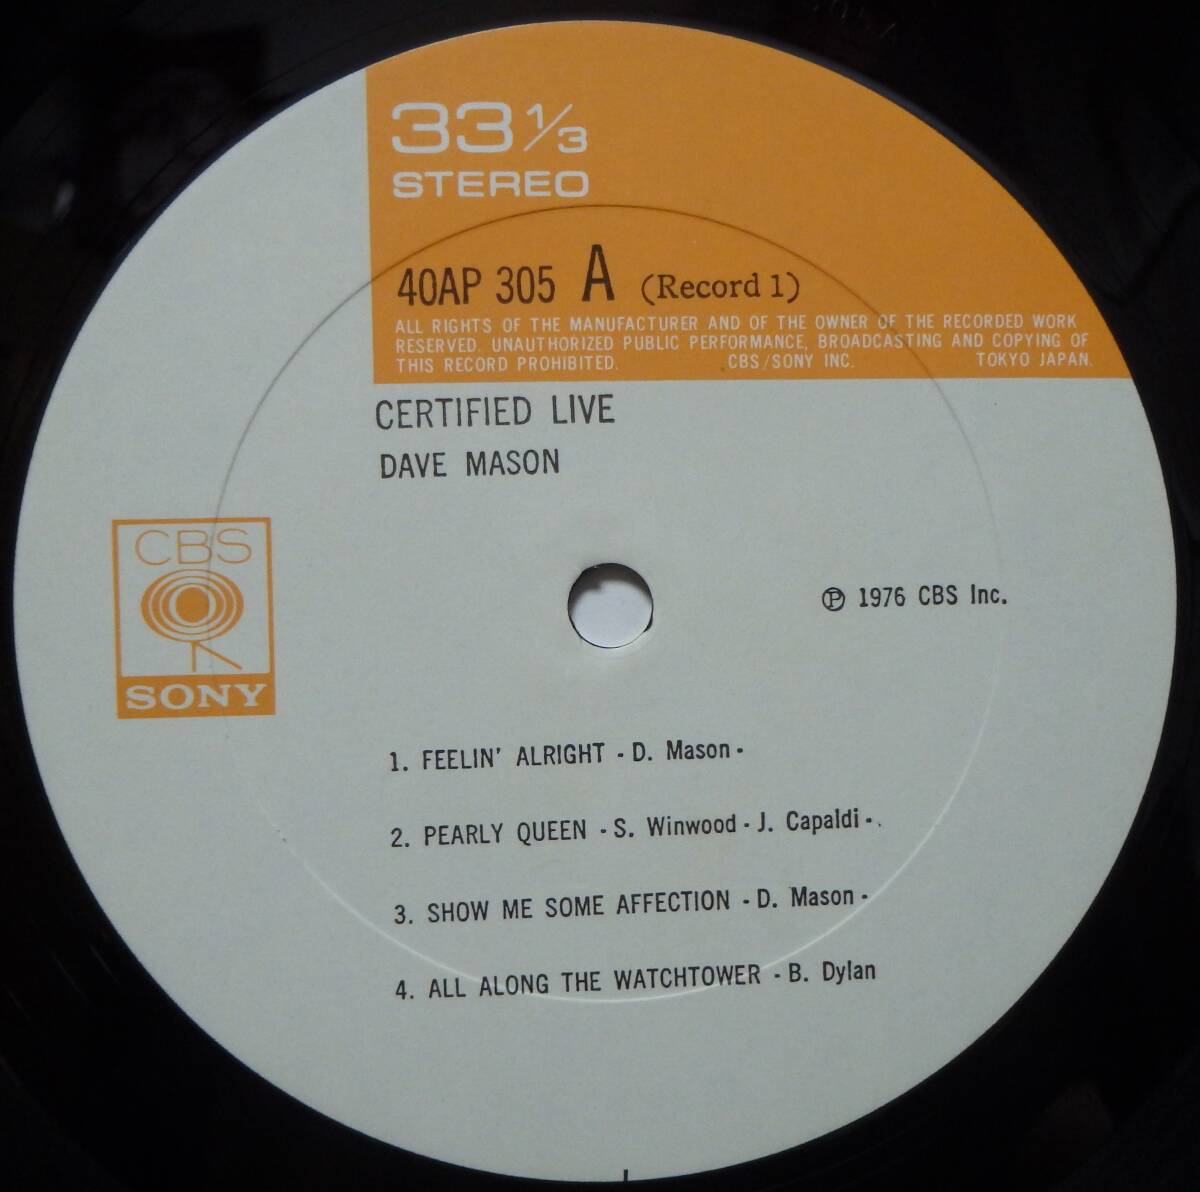 33 1/3
STEREO
40AP 305 A (Record 1)
ALL RIGHTS OF THE MANUFACTURER AND OF THE OWNER OF THE RECORDED WORK
RESERVED. UNAUTHORIZED PUBLIC PERFORMANCE, BROADCASTING AND COPYING OF
THIS RECORD PROHIBITED. CBS/SONY INC. TOKYO JAPAN.
CERTIFIED LIVE
DAVE MASON
CBS
SONY
℗ 1976 CBS Inc.
1. FEELIN' ALRIGHT - D. Mason -
2. PEARLY QUEEN - S. Winwood - J. Capaldi -
3. SHOW ME SOME AFFECTION - D. Mason -
4. ALL ALONG THE WATCHTOWER - B. Dylan